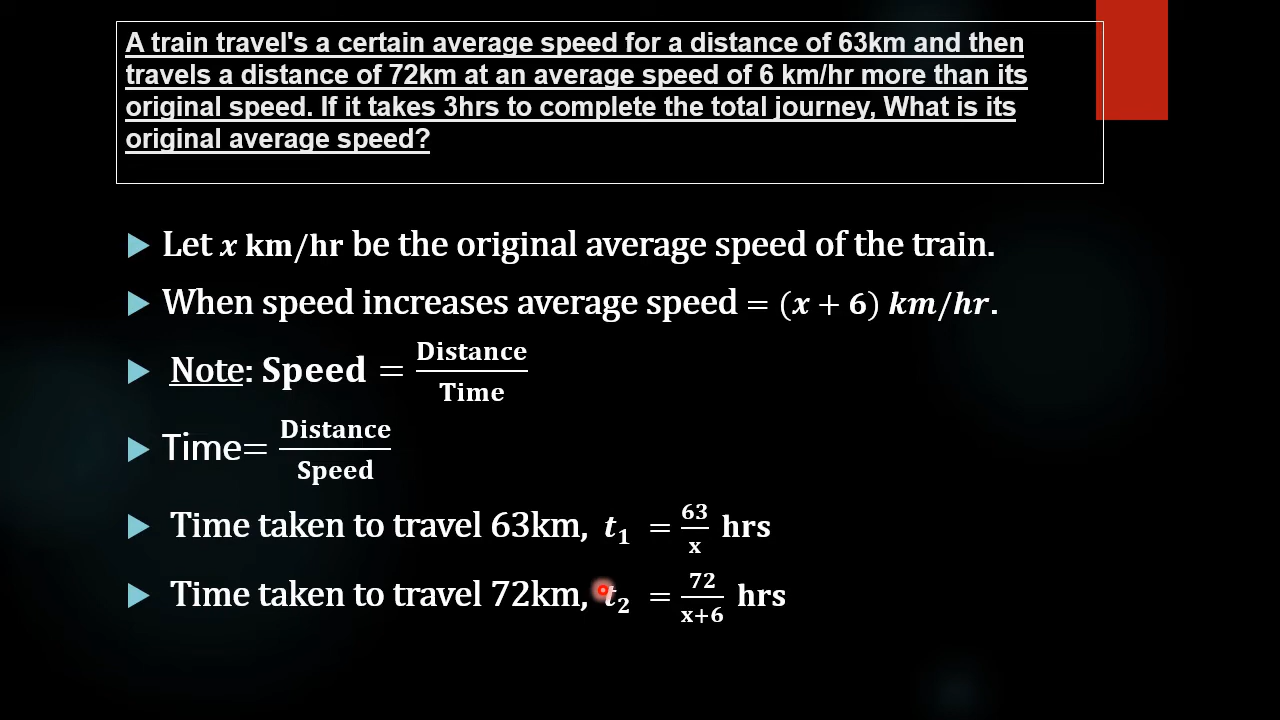 A train travel's a certain average speed for a distance of 63km and then
travels a distance of 72km at an average speed of 6 km/hr more than its
original speed. If it takes 3hrs to complete the total journey, What is its
original average speed?
Let x km/hr be the original average speed of the train.
When speed increases average speed = (x + 6) km/hr.
Note: Speed = Distance/Time
Time= Distance/Speed
Time taken to travel 63km, t₁ = 63/x hrs
Time taken to travel 72km, t₂ = 72/x+6 hrs